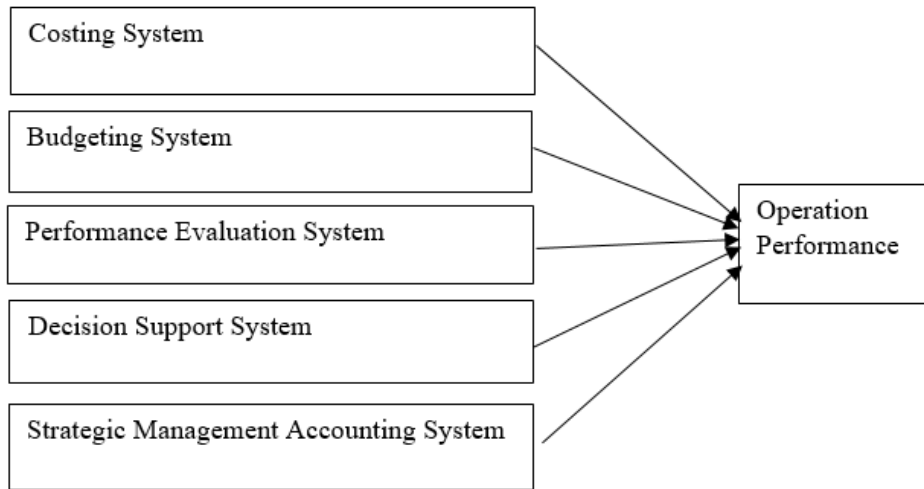 Costing System
Budgeting System
Performance Evaluation System
Decision Support System
Strategic Management Accounting System
Operation
Performance